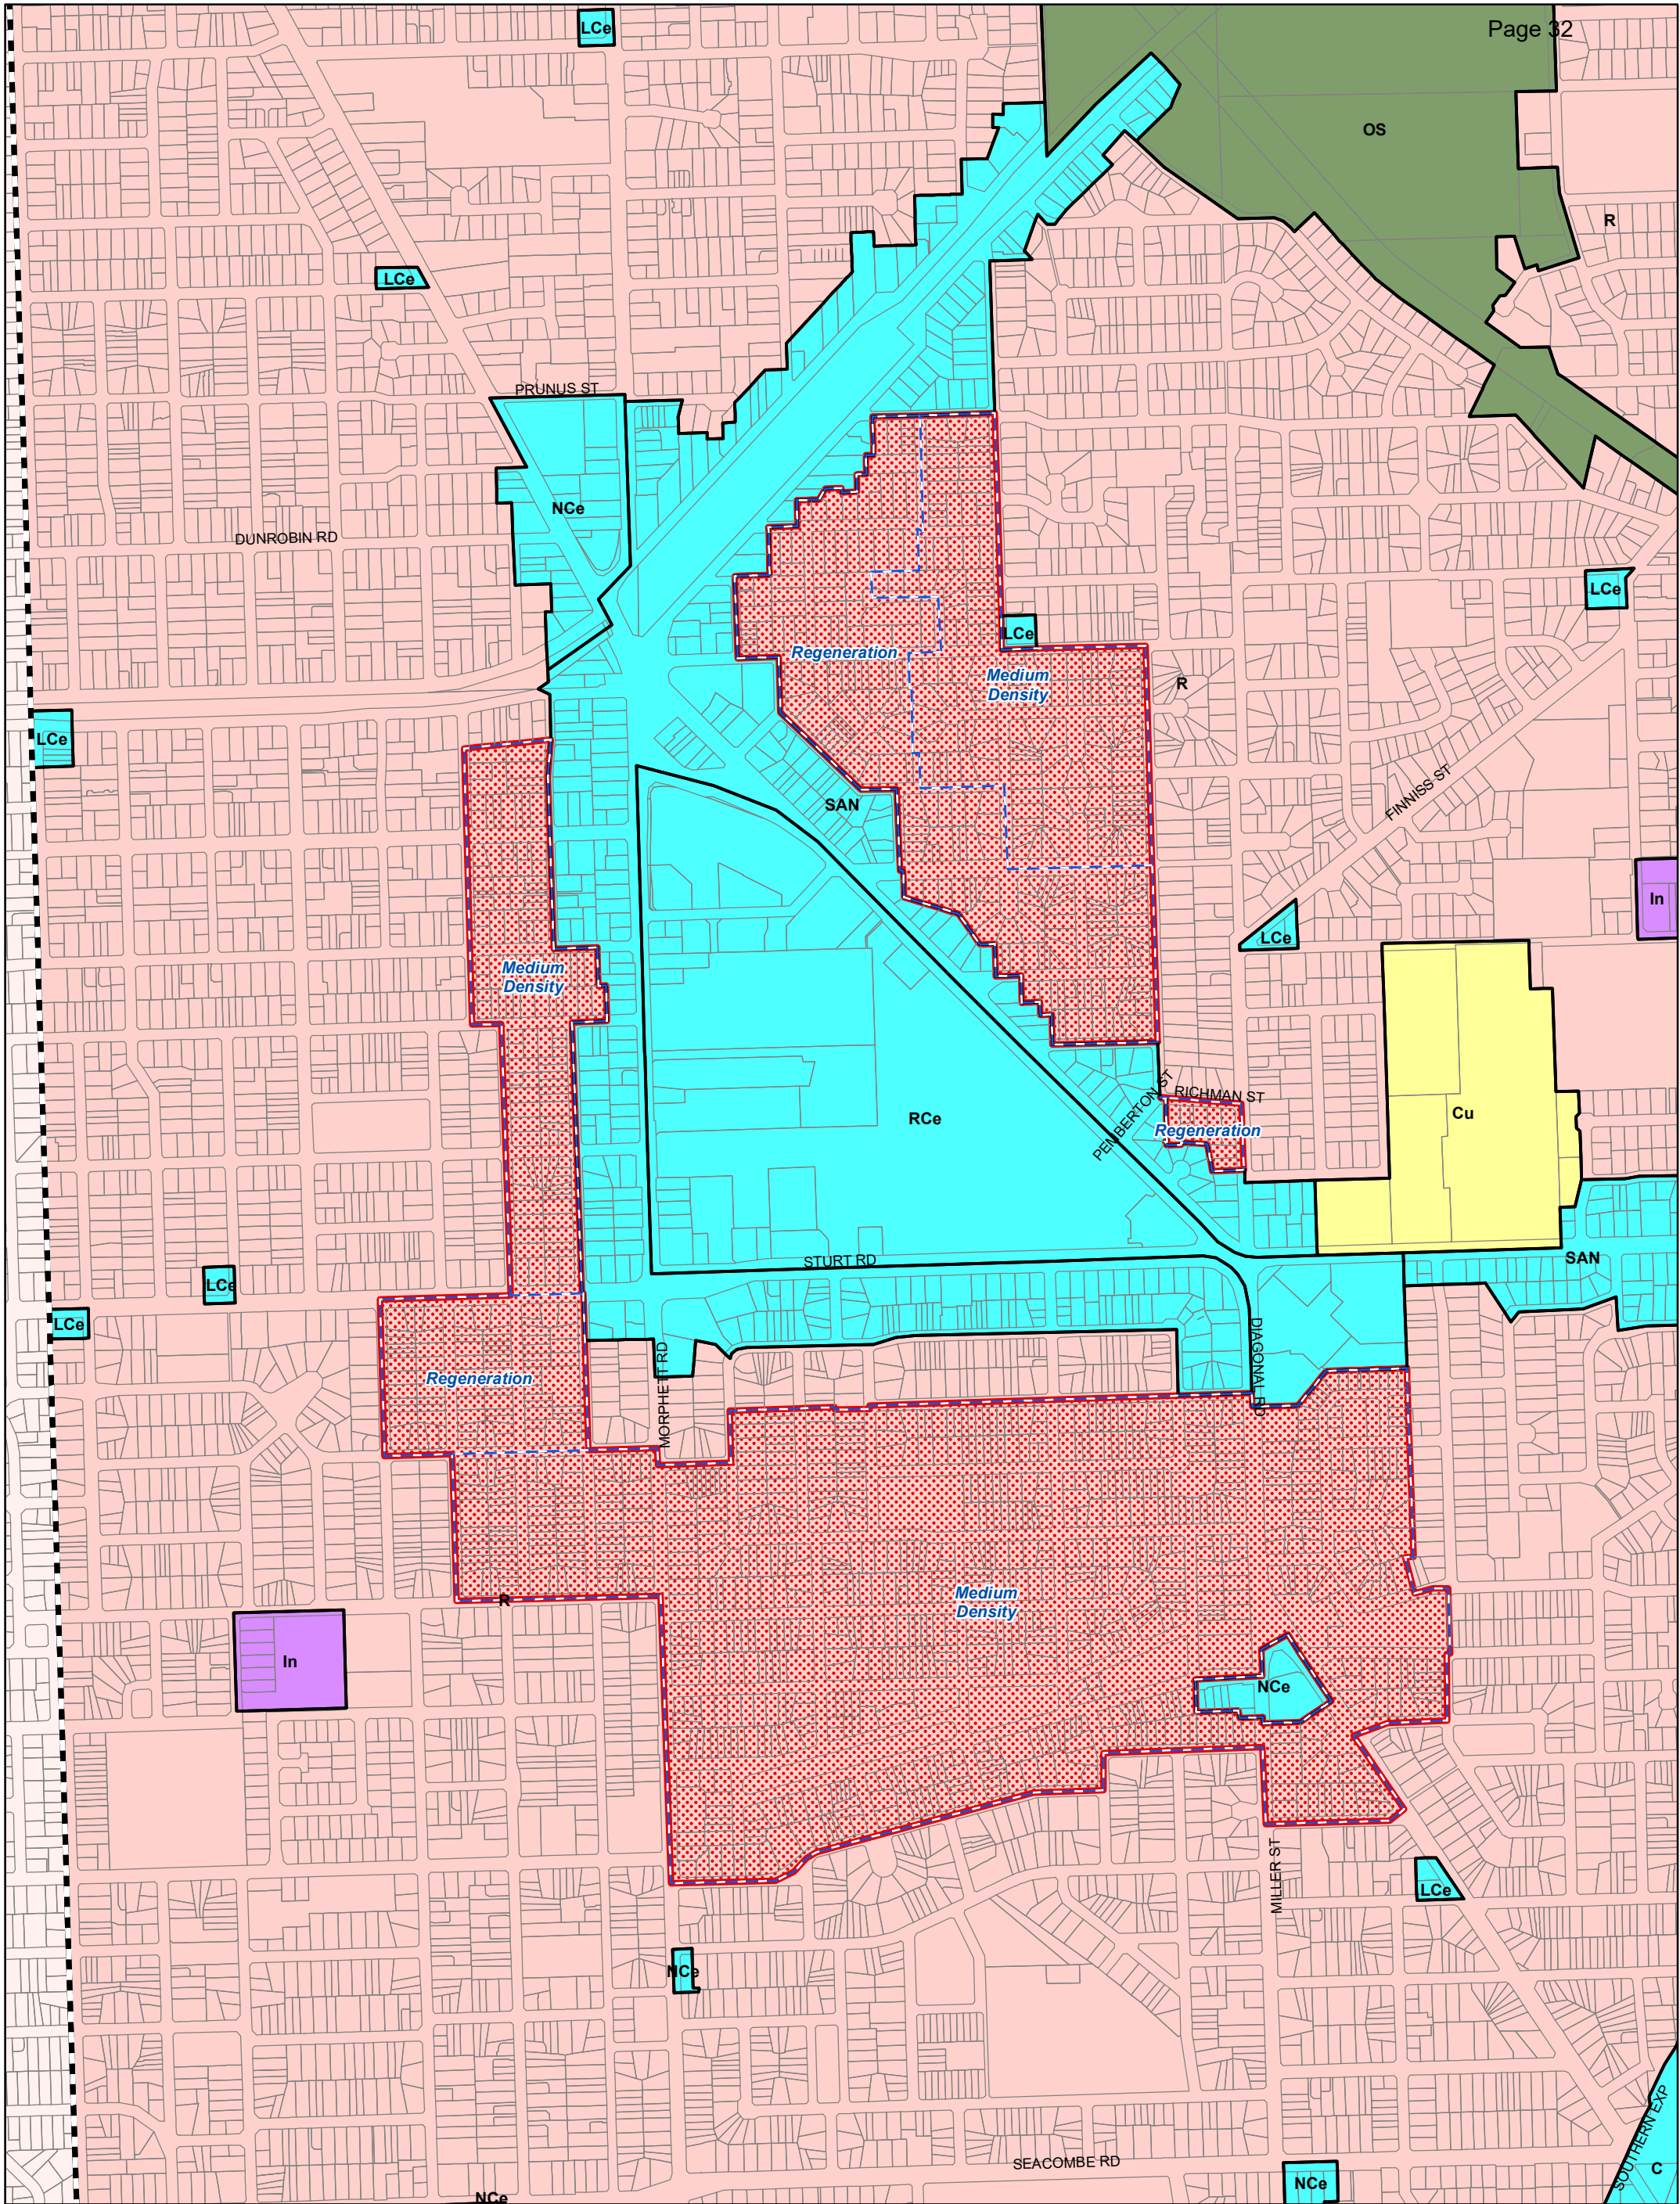 LCe
Page 32
OS
R
LCe
PRUNUS ST
NCe
DUNROBIN RD
LCe
LCe
Regeneration
Medium
Density
R
LCe
FINNISS ST
SAN
In
LCe
Medium
Density
RICHMAN ST
PEMBERTON ST
Regeneration
RCe
Cu
STURT RD
SAN
LCe
LCe
DIAGONAL RD
MORPHETT RD
Regeneration
R
Medium
Density
In
NCe
MILLER ST
LCe
NCe
SEACOMBE RD
SOUTHERN EXP
C
NCe
NCe